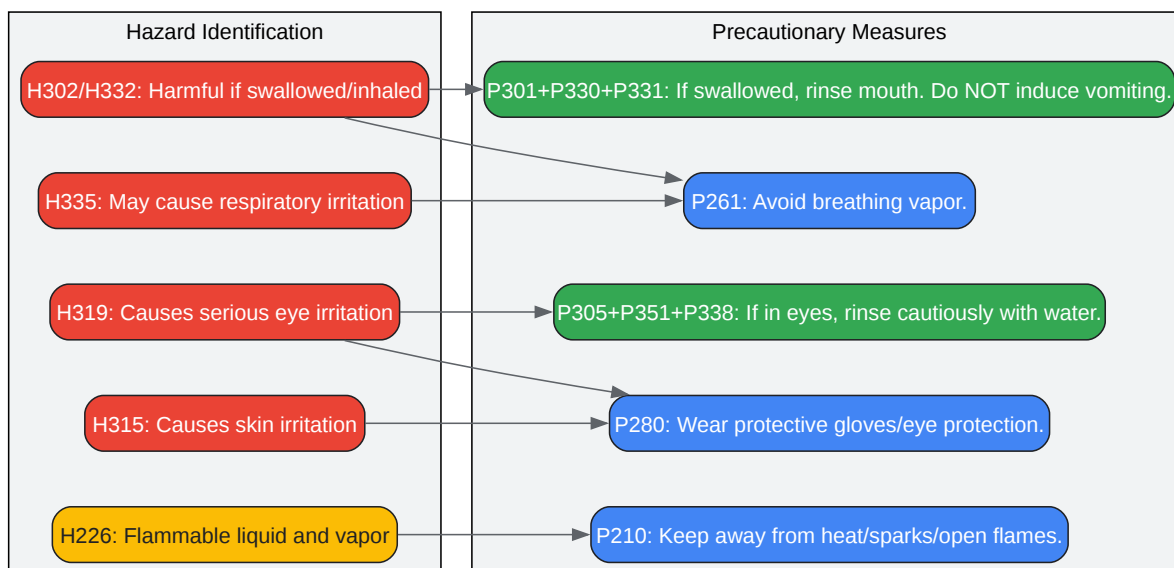 Hazard Identification
H302/H332: Harmful if swallowed/inhaled
H335: May cause respiratory irritation
H319: Causes serious eye irritation
H315: Causes skin irritation
H226: Flammable liquid and vapor
Precautionary Measures
P301+P330+P331: If swallowed, rinse mouth. Do NOT induce vomiting.
P261: Avoid breathing vapor.
P305+P351+P338: If in eyes, rinse cautiously with water.
P280: Wear protective gloves/eye protection.
P210: Keep away from heat/sparks/open flames.